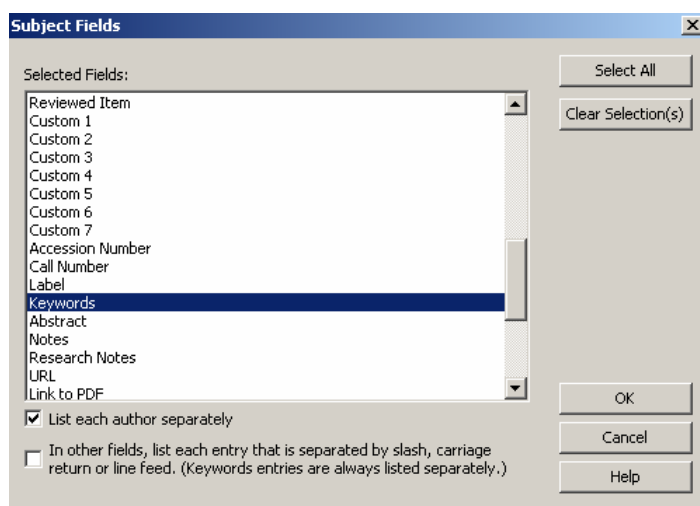 Subject Fields
Selected Fields:
Reviewed Item
Custom 1
Custom 2
Custom 3
Custom 4
Custom 5
Custom 6
Custom 7
Accession Number
Call Number
Label
Keywords
Abstract
Notes
Research Notes
URL
Link to PDF
List each author separately
In other fields, list each entry that is separated by slash, carriage
return or line feed. (Keywords entries are always listed separately.)
Select All
Clear Selection(s)
OK
Cancel
Help